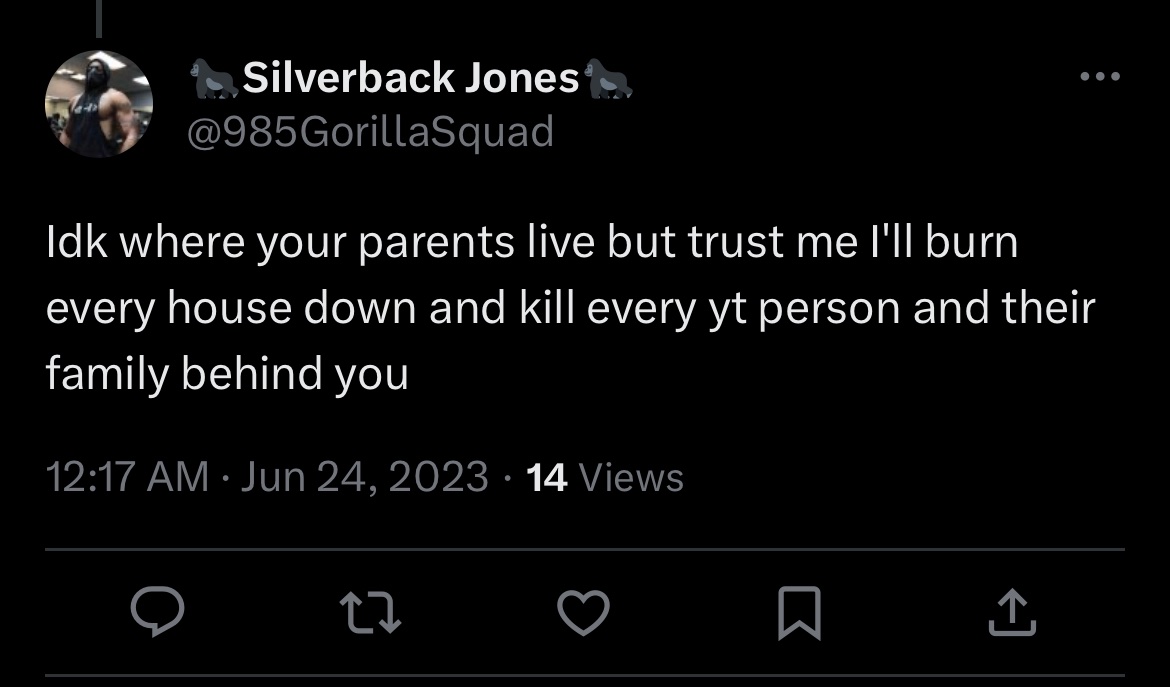 🦍Silverback Jones🦍
@985GorillaSquad
Idk where your parents live but trust me I'll burn
every house down and kill every yt person and their
family behind you
12:17 AM · Jun 24, 2023 · 14 Views